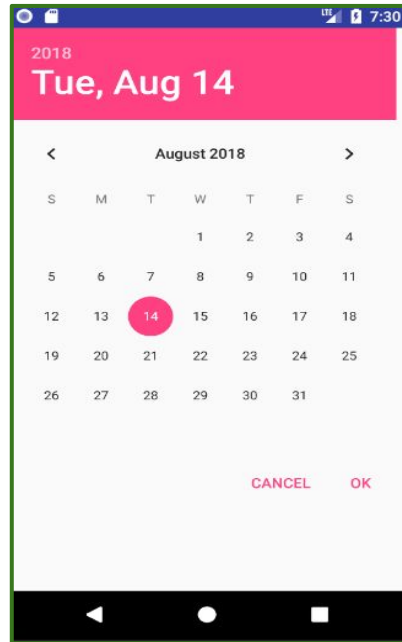 LTE 7:30
2018
Tue, Aug 14
August 2018
S M T W T F S
1 2 3 4
5 6 7 8 9 10 11
12 13 14 15 16 17 18
19 20 21 22 23 24 25
26 27 28 29 30 31
CANCEL OK